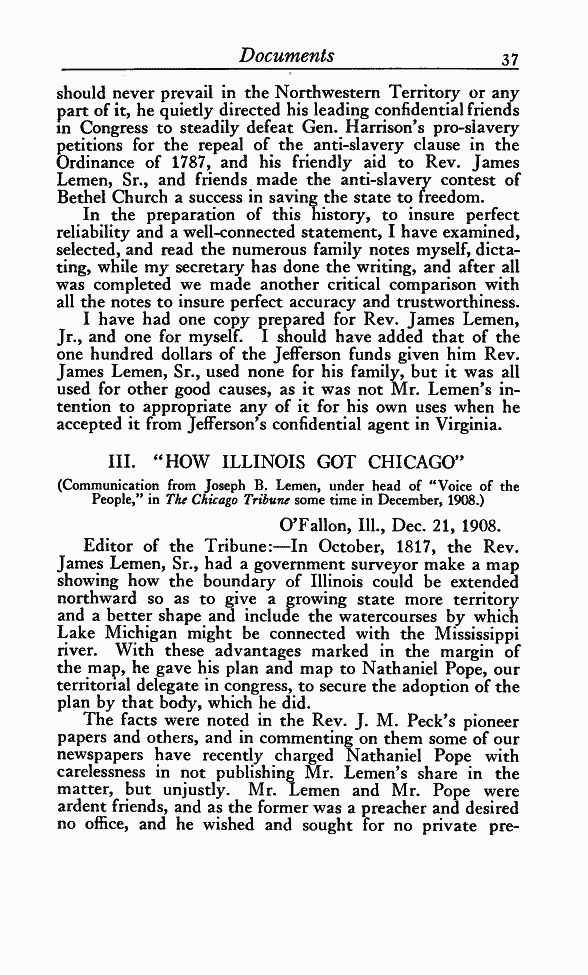 Documents 37
should never prevail in the Northwestern Territory or any
part of it, he quietly directed his leading confidential friends
in Congress to steadily defeat Gen. Harrison's pro-slavery
petitions for the repeal of the anti-slavery clause in the
Ordinance of 1787, and his friendly aid to Rev. James
Lemen, Sr., and friends made the anti-slavery contest of
Bethel Church a success in saving the state to freedom.
In the preparation of this history, to insure perfect
reliability and a well-connected statement, I have examined,
selected, and read the numerous family notes myself, dicta-
ting, while my secretary has done the writing, and after all
was completed we made another critical comparison with
all the notes to insure perfect accuracy and trustworthiness.
I have had one copy prepared for Rev. James Lemen,
Jr., and one for myself. I should have added that of the
one hundred dollars of the Jefferson funds given him Rev.
James Lemen, Sr., used none for his family, but it was all
used for other good causes, as it was not Mr. Lemen's in-
tention to appropriate any of it for his own uses when he
accepted it from Jefferson's confidential agent in Virginia.
III. "HOW ILLINOIS GOT CHICAGO"
(Communication from Joseph B. Lemen, under head of "Voice of the
People," in The Chicago Tribune some time in December, 1908.)
O'Fallon, Ill., Dec. 21, 1908.
Editor of the Tribune:—In October, 1817, the Rev.
James Lemen, Sr., had a government surveyor make a map
showing how the boundary of Illinois could be extended
northward so as to give a growing state more territory
and a better shape and include the watercourses by which
Lake Michigan might be connected with the Mississippi
river. With these advantages marked in the margin of
the map, he gave his plan and map to Nathaniel Pope, our
territorial delegate in congress, to secure the adoption of the
plan by that body, which he did.
The facts were noted in the Rev. J. M. Peck's pioneer
papers and others, and in commenting on them some of our
newspapers have recently charged Nathaniel Pope with
carelessness in not publishing Mr. Lemen's share in the
matter, but unjustly. Mr. Lemen and Mr. Pope were
ardent friends, and as the former was a preacher and desired
no office, and he wished and sought for no private pre-